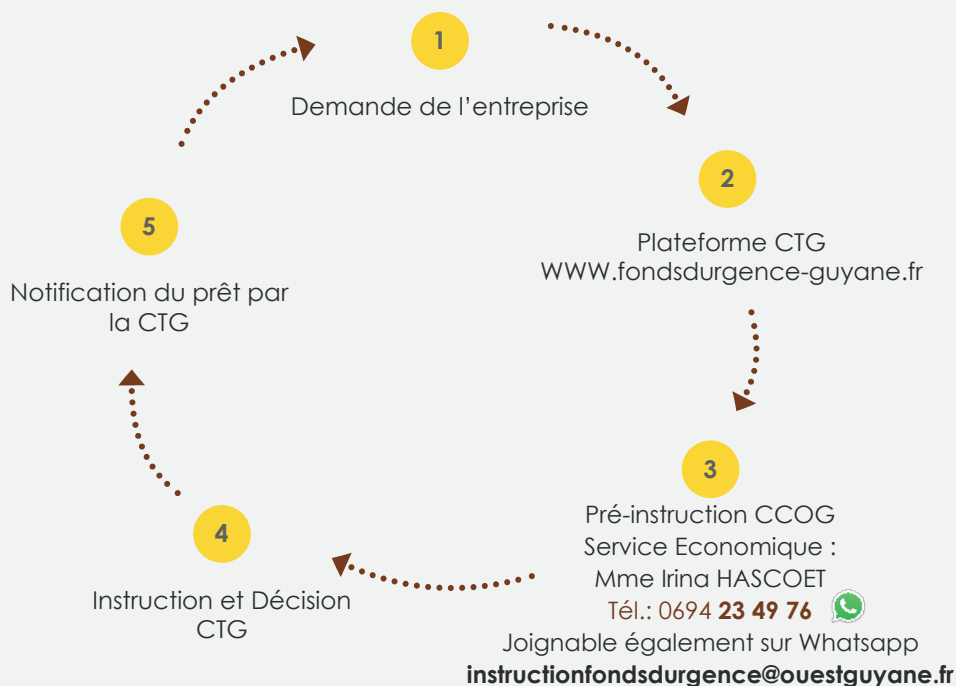 1
Demande de l'entreprise
2
Plateforme CTG
WWW.fondsdurgence-guyane.fr
3
Pré-instruction CCOG
Service Economique :
Mme Irina HASCOET
Tél.: 0694 23 49 76
Joignable également sur Whatsapp
instructionfondsdurgence@ouestguyane.fr
4
Instruction et Décision
CTG
5
Notification du prêt par
la CTG